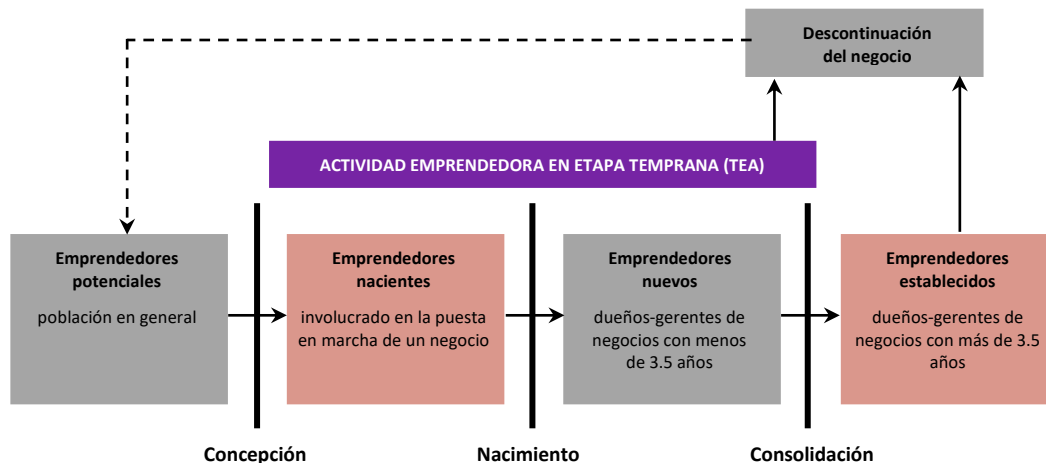 Descontinuación
del negocio
ACTIVIDAD EMPRENDEDORA EN ETAPA TEMPRANA (TEA)
Emprendedores
potenciales
población en general
Emprendedores
nacientes
involucrado en la puesta
en marcha de un negocio
Emprendedores
nuevos
dueños-gerentes de
negocios con menos
de 3.5 años
Emprendedores
establecidos
dueños-gerentes de
negocios con más de 3.5
años
Concepción
Nacimiento
Consolidación